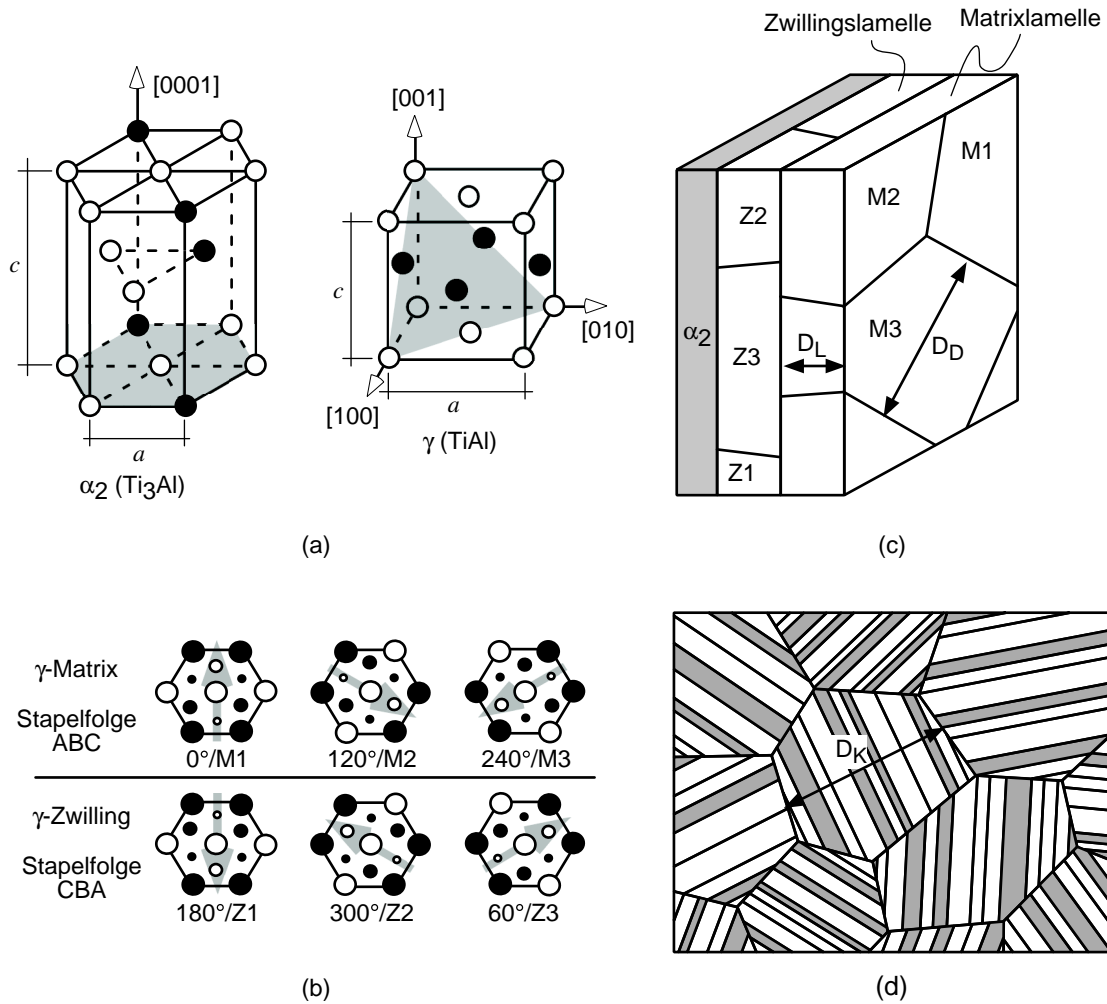 [0001]
c
a
α2 (Ti3Al)
[001]
c
[010]
[100]
a
γ (TiAl)
(a)
Zwillingslamelle
Matrixlamelle
M1
M2
Z2
α2
Z3
DL
M3
DD
Z1
(c)
γ-Matrix
Stapelfolge
ABC
0°/M1
120°/M2
240°/M3
γ-Zwilling
Stapelfolge
CBA
180°/Z1
300°/Z2
60°/Z3
(b)
DK
(d)